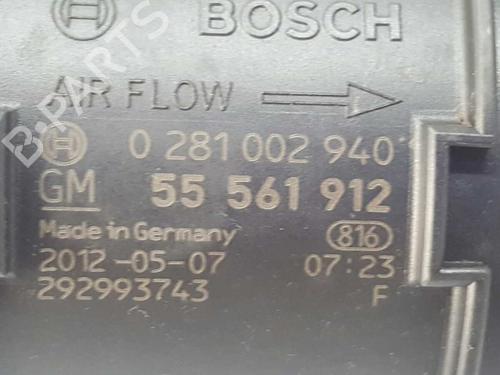 BOSCH
AIR FLOW
0 281 002 940
GM 55 561 912
Made in Germany 816
2012-05-07 07:23
292993743 F
B-PARTS